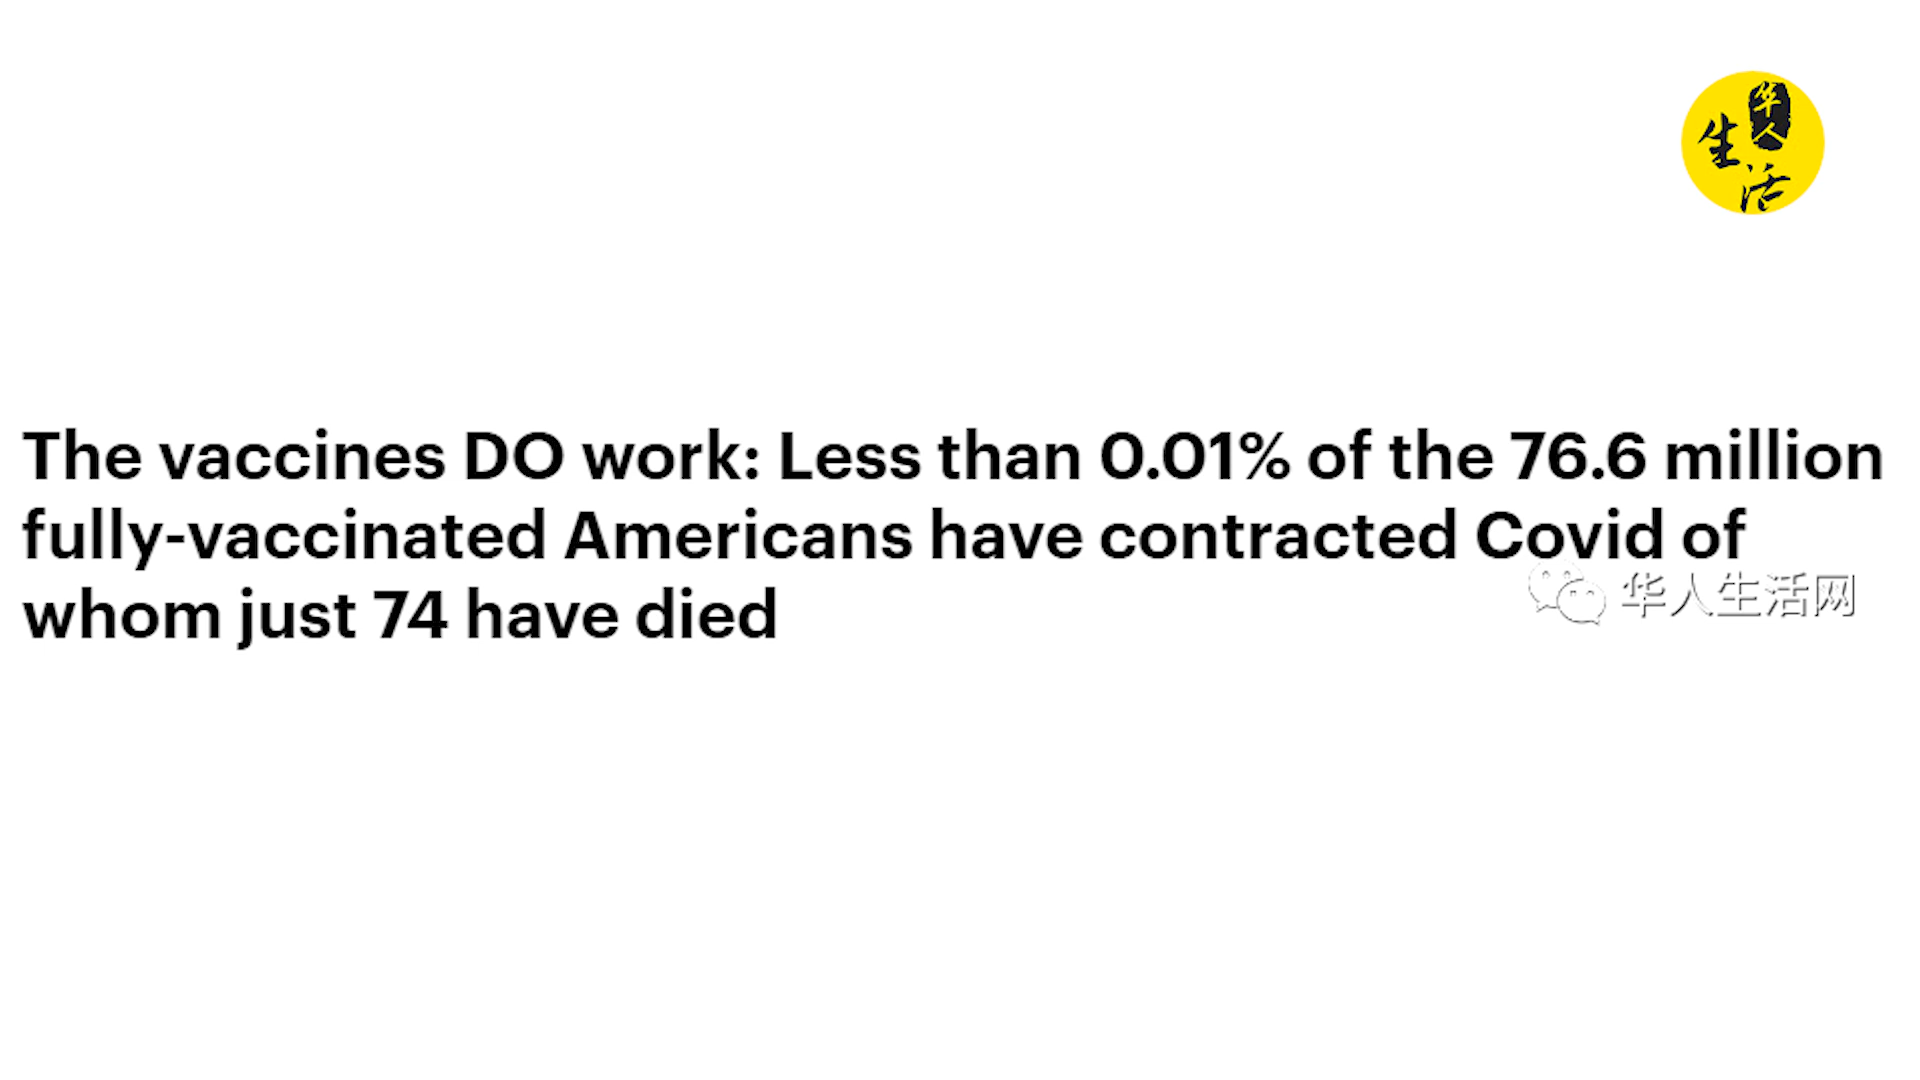 华人
生活
The vaccines DO work: Less than 0.01% of the 76.6 million
fully-vaccinated Americans have contracted Covid of
whom just 74 have died
华人生活网